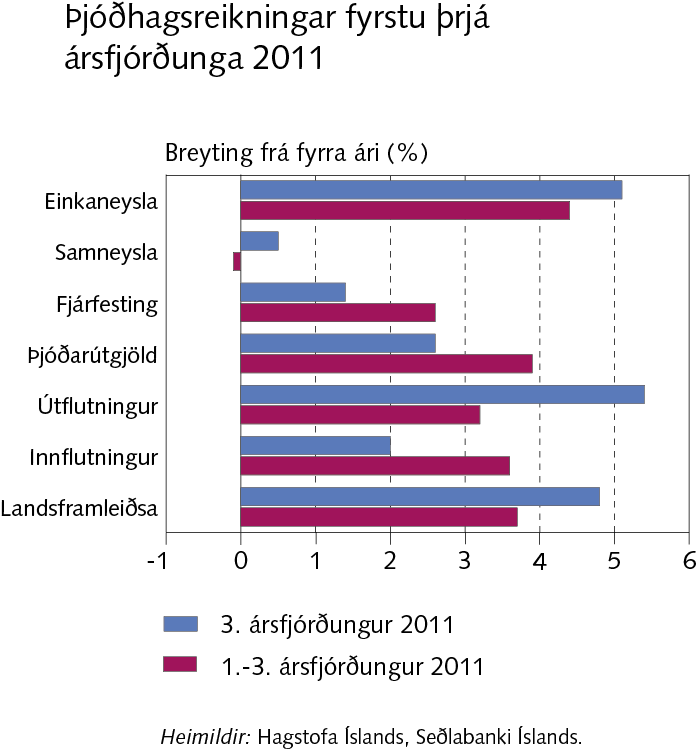 Þjóðhagsreikningar fyrstu þrjá
ársfjórðunga 2011
Breyting frá fyrra ári (%)
Einkaneysla
Samneysla
Fjárfesting
Þjóðarútgjöld
Útflutningur
Innflutningur
Landsframleiðsa
-1 0 1 2 3 4 5 6
3. ársfjórðungur 2011
1.-3. ársfjórðungur 2011
Heimildir: Hagstofa Íslands, Seðlabanki Íslands.